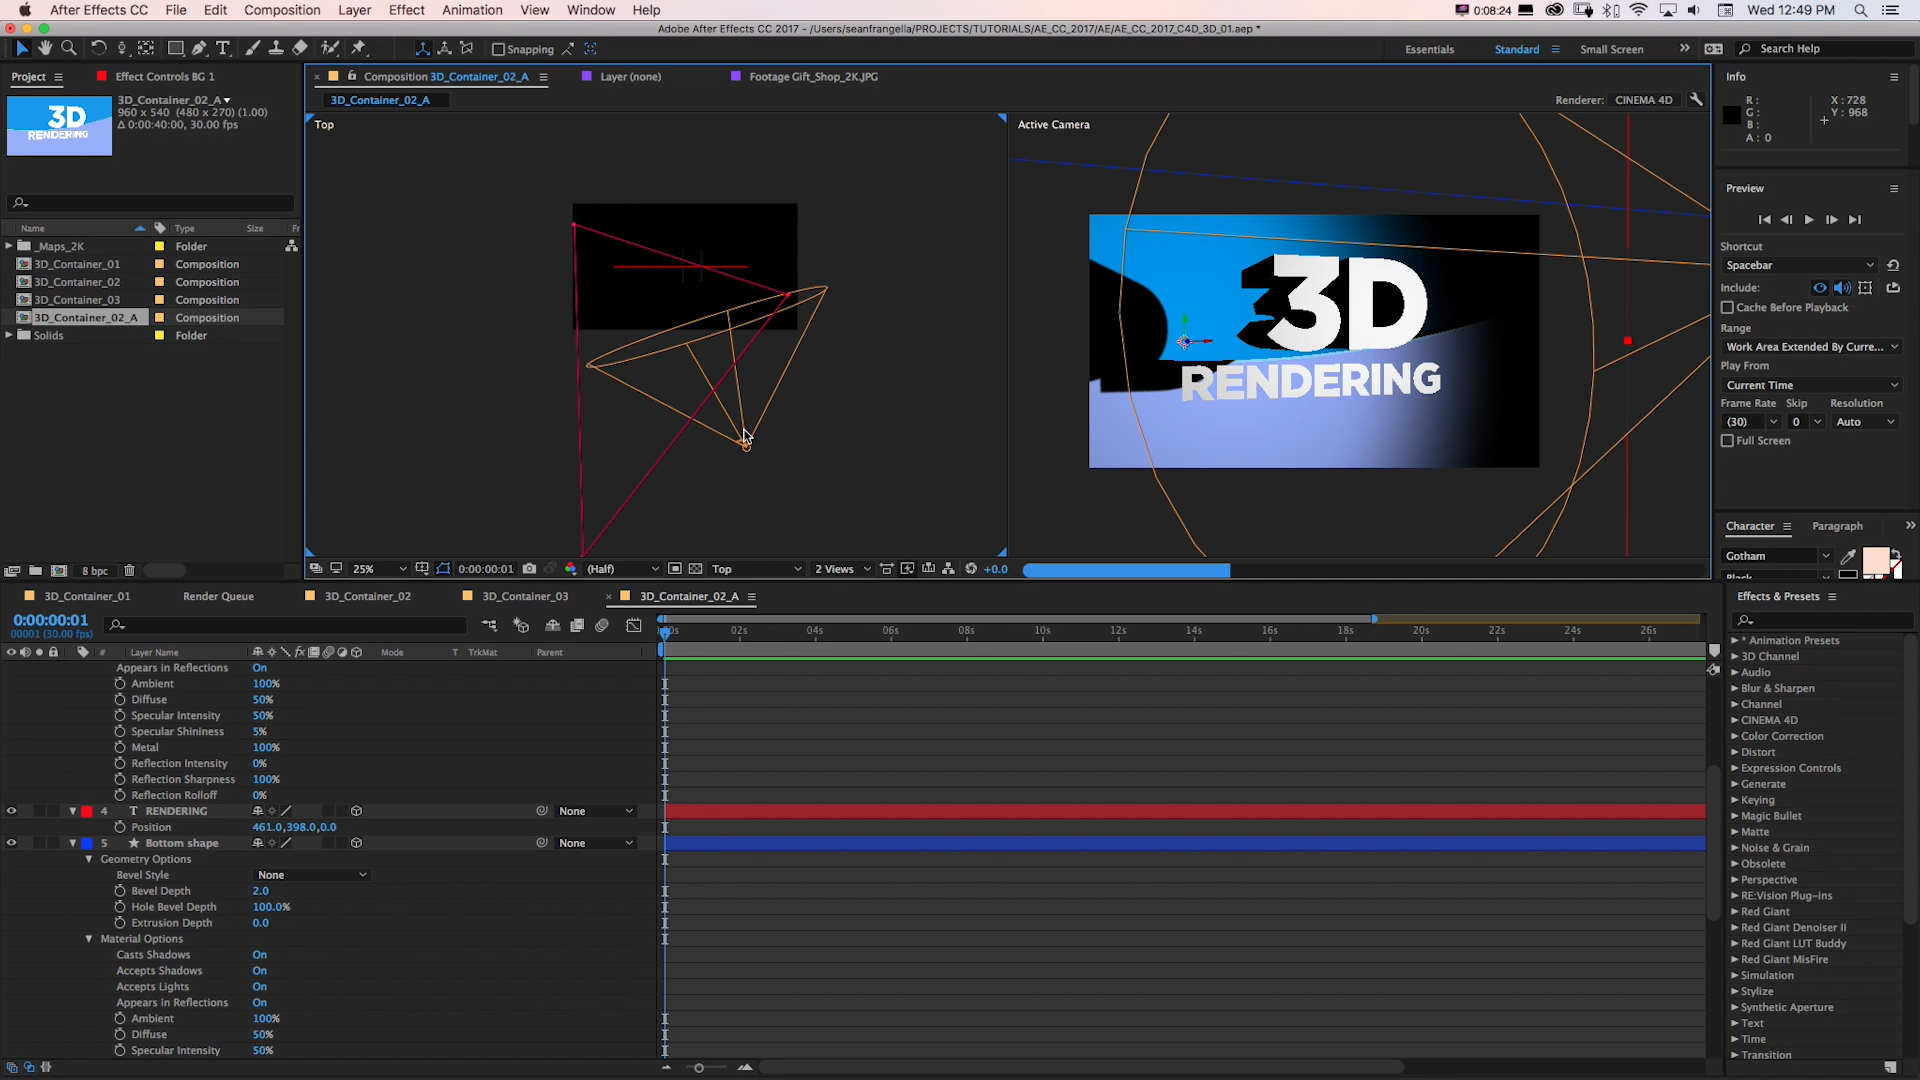 After Effects CC File Edit Composition Layer Effect Animation View Window Help 0:08:24 Wed 12:49 PM
Adobe After Effects CC 2017 - /Users/seanfrangella/PROJECTS/TUTORIALS/AE_CC_2017/AE/AE_CC_2017_C4D_3D_01.aep *
Snapping Essentials Standard Small Screen Search Help
Project Effect Controls BG 1
3D_Container_02_A
960 x 540 (480 x 270) (1.00)
Δ 0:00:40:00, 30.00 fps
3D
RENDERING
Name Type Size Fr
_Maps_2K Folder
3D_Container_01 Composition
3D_Container_02 Composition
3D_Container_03 Composition
3D_Container_02_A Composition
Solids Folder
8 bpc
Composition 3D_Container_02_A Layer (none) Footage Gift_Shop_2K.JPG
3D_Container_02_A Renderer: CINEMA 4D
Top Active Camera
3D
RENDERING
25% 0:00:00:01 (Half) Top 2 Views +0.0
Info
R: X: 728
G: Y: 968
B:
A: 0
Preview
Shortcut
Spacebar
Include:
Cache Before Playback
Range
Work Area Extended By Curre...
Play From
Current Time
Frame Rate Skip Resolution
(30) 0 Auto
Full Screen
Character Paragraph
Gotham
Black
3D_Container_01 Render Queue 3D_Container_02 3D_Container_03 3D_Container_02_A
0:00:00:01
00001 (30.00 fps)
:00s 02s 04s 06s 08s 10s 12s 14s 16s 18s 20s 22s 24s 26s
# Layer Name Mode T TrkMat Parent
Appears in Reflections On
Ambient 100%
Diffuse 50%
Specular Intensity 50%
Specular Shininess 5%
Metal 100%
Reflection Intensity 0%
Reflection Sharpness 100%
Reflection Rolloff 0%
4 T RENDERING None
Position 461.0,398.0,0.0
5 Bottom shape None
Geometry Options
Bevel Style None
Bevel Depth 2.0
Hole Bevel Depth 100.0%
Extrusion Depth 0.0
Material Options
Casts Shadows On
Accepts Shadows On
Accepts Lights On
Appears in Reflections On
Ambient 100%
Diffuse 50%
Specular Intensity 50%
Effects & Presets
* Animation Presets
3D Channel
Audio
Blur & Sharpen
Channel
CINEMA 4D
Color Correction
Distort
Expression Controls
Generate
Keying
Magic Bullet
Matte
Noise & Grain
Obsolete
Perspective
RE:Vision Plug-ins
Red Giant
Red Giant Denoiser II
Red Giant LUT Buddy
Red Giant MisFire
Simulation
Stylize
Synthetic Aperture
Text
Time
Transition